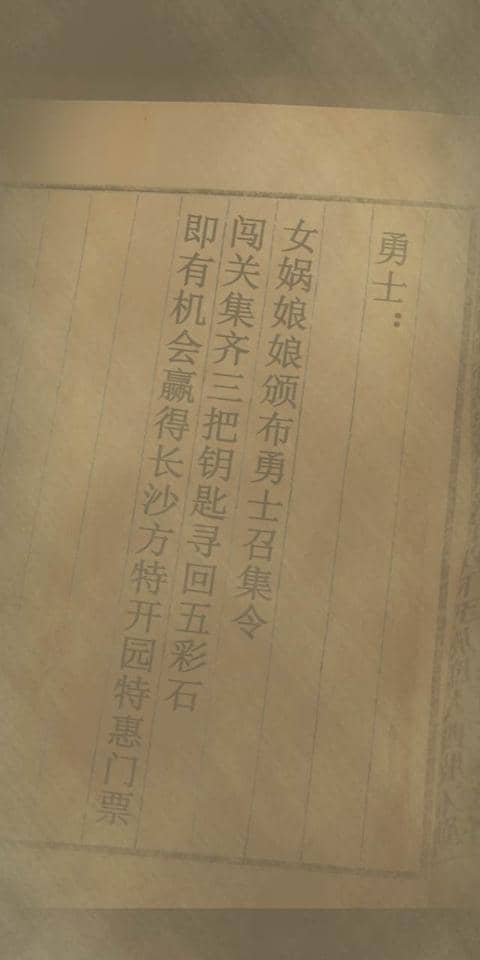 勇士：
女娲娘娘颁布勇士召集令
闯关集齐三把钥匙寻回五彩石
即有机会赢得长沙方特开园特惠门票